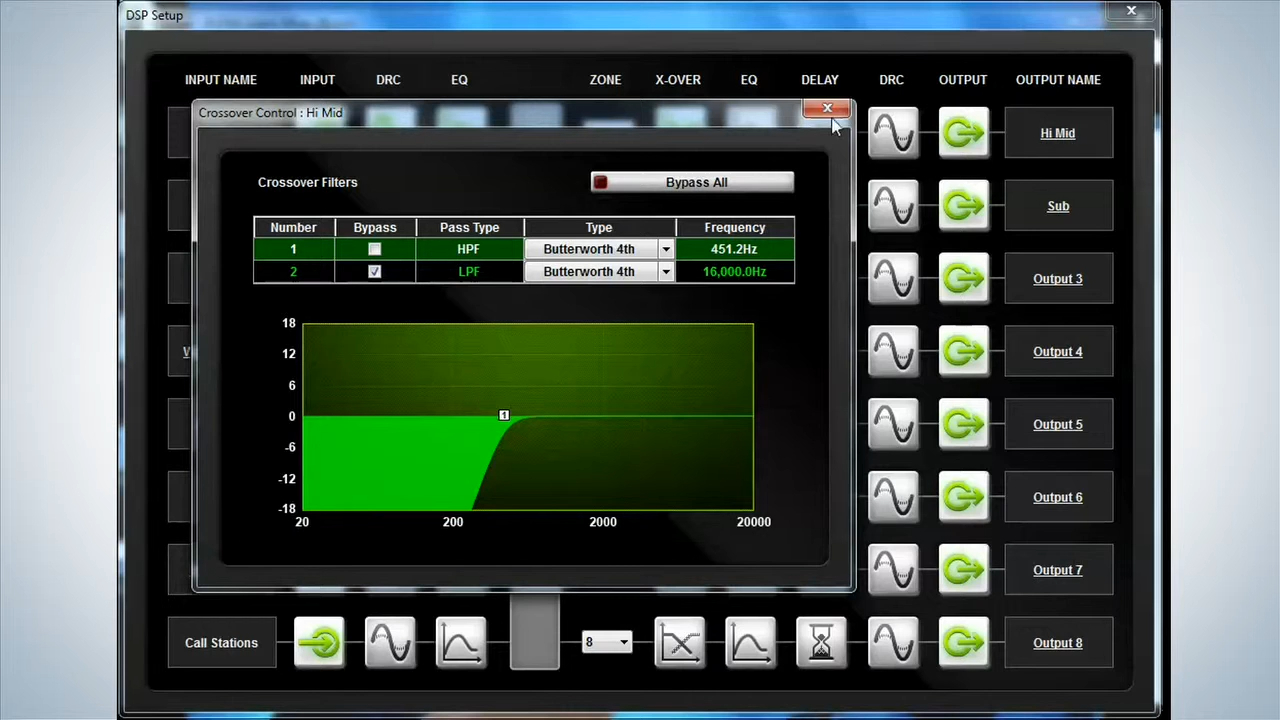 DSP Setup
INPUT NAME INPUT DRC EQ ZONE X-OVER EQ DELAY DRC OUTPUT OUTPUT NAME
Crossover Control : Hi Mid
Hi Mid
Crossover Filters
Bypass All
Sub
Number Bypass Pass Type Type Frequency
1 HPF Butterworth 4th 451.2Hz
2 LPF Butterworth 4th 16,000.0Hz
Output 3
18
12
6
0
-6
-12
-18
1
20 200 2000 20000
Output 4
Output 5
Output 6
Output 7
Call Stations 8 Output 8